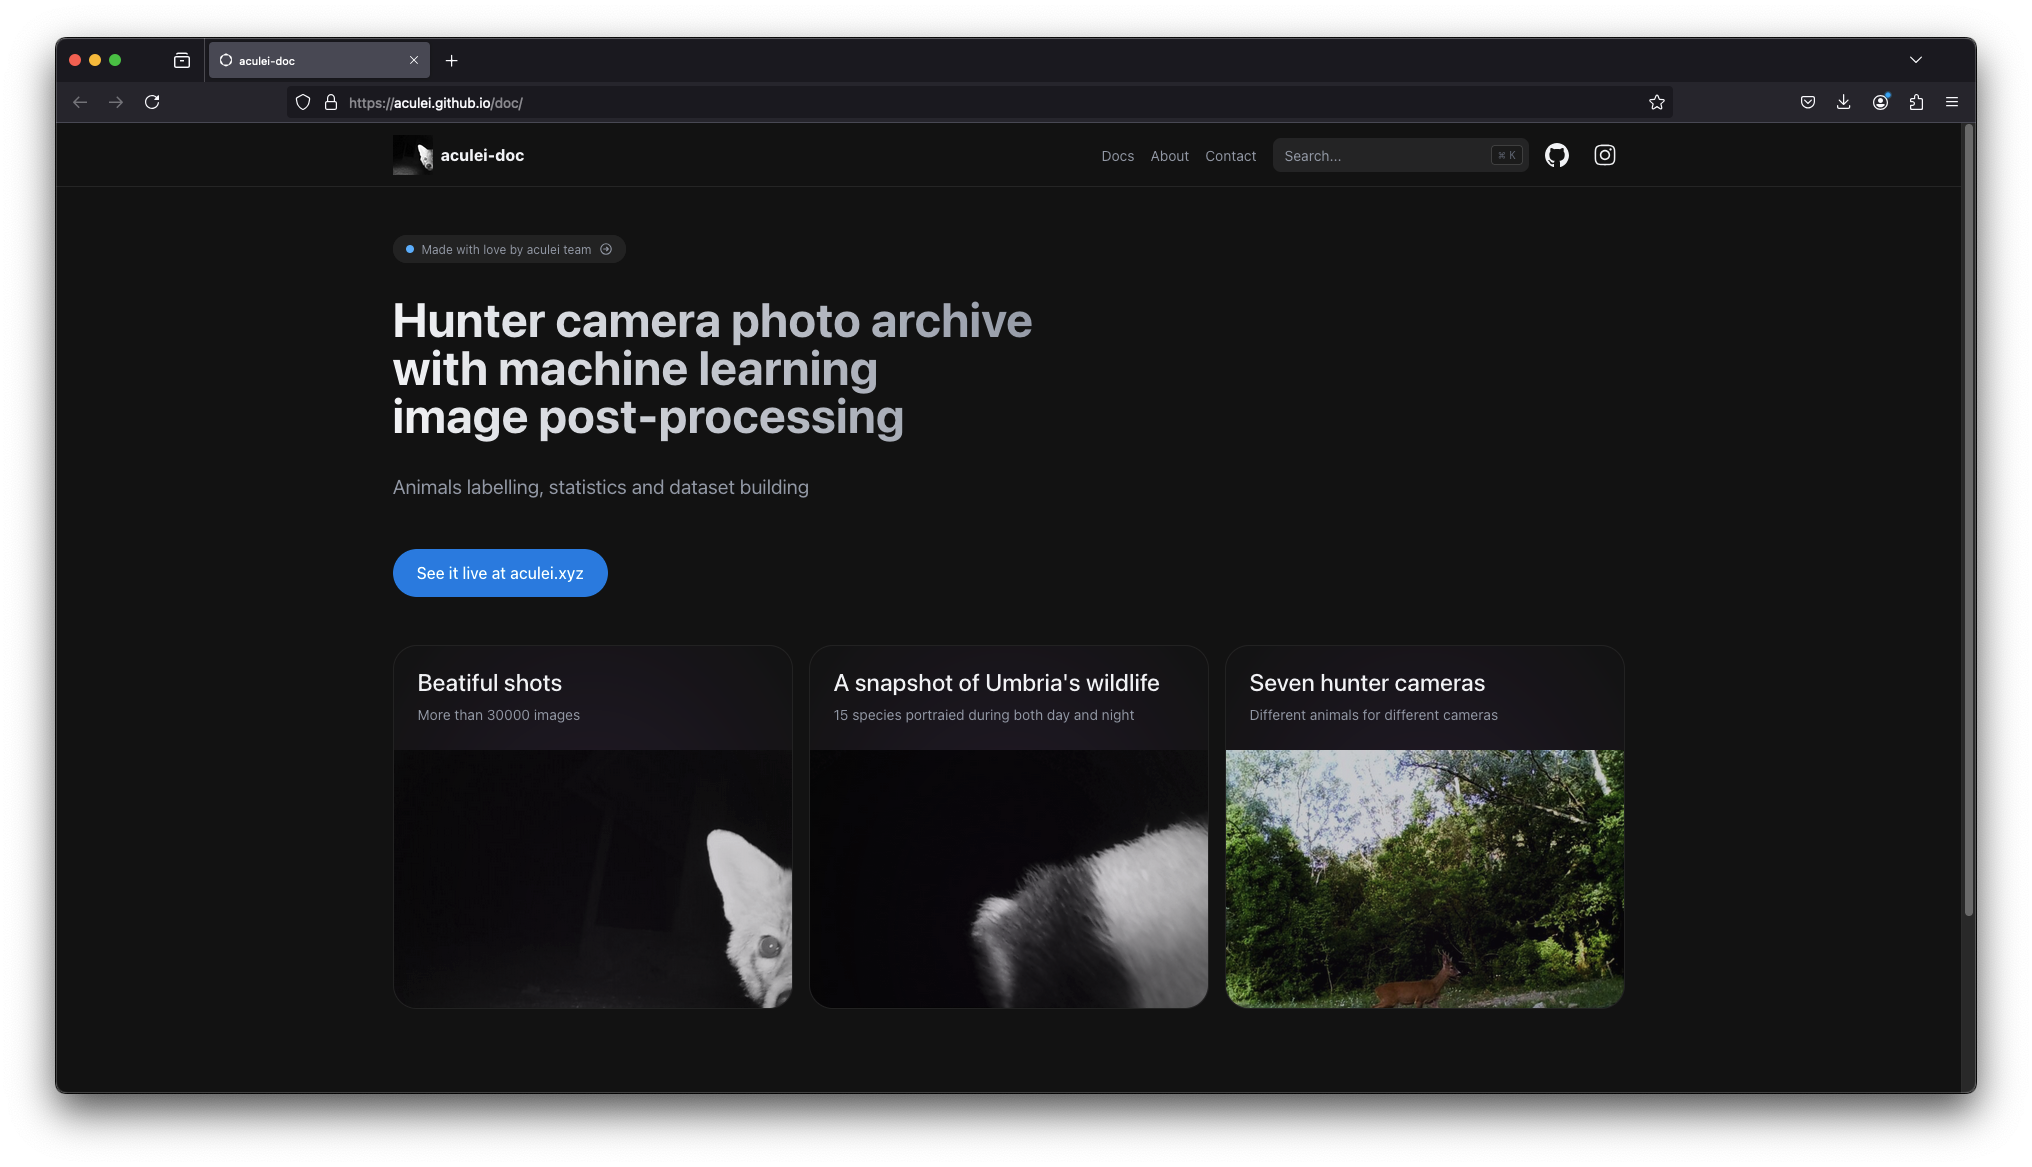 aculei-doc
https://aculei.github.io/doc/
aculei-doc
Docs About Contact Search... ⌘ K
Made with love by aculei team
Hunter camera photo archive
with machine learning
image post-processing
Animals labelling, statistics and dataset building
See it live at aculei.xyz
Beatiful shots
More than 30000 images
A snapshot of Umbria's wildlife
15 species portraied during both day and night
Seven hunter cameras
Different animals for different cameras